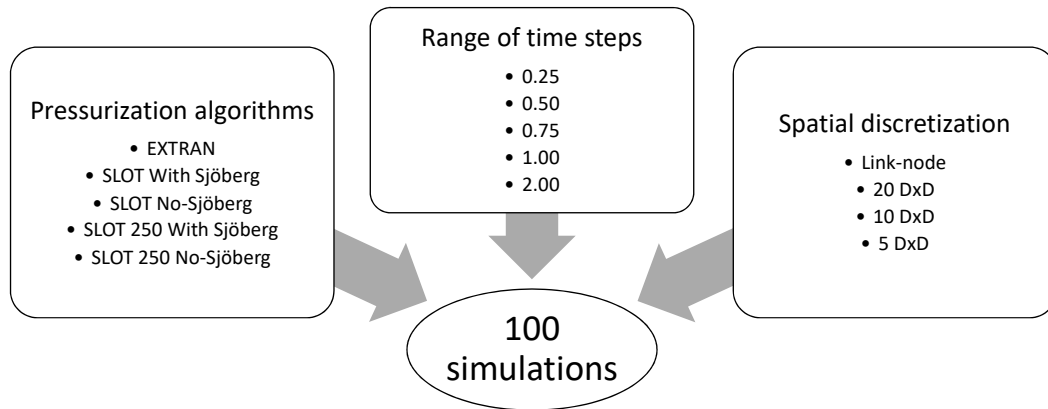 Pressurization algorithms
• EXTRAN
• SLOT With Sjöberg
• SLOT No-Sjöberg
• SLOT 250 With Sjöberg
• SLOT 250 No-Sjöberg
Range of time steps
• 0.25
• 0.50
• 0.75
• 1.00
• 2.00
Spatial discretization
• Link-node
• 20 DxD
• 10 DxD
• 5 DxD
100
simulations